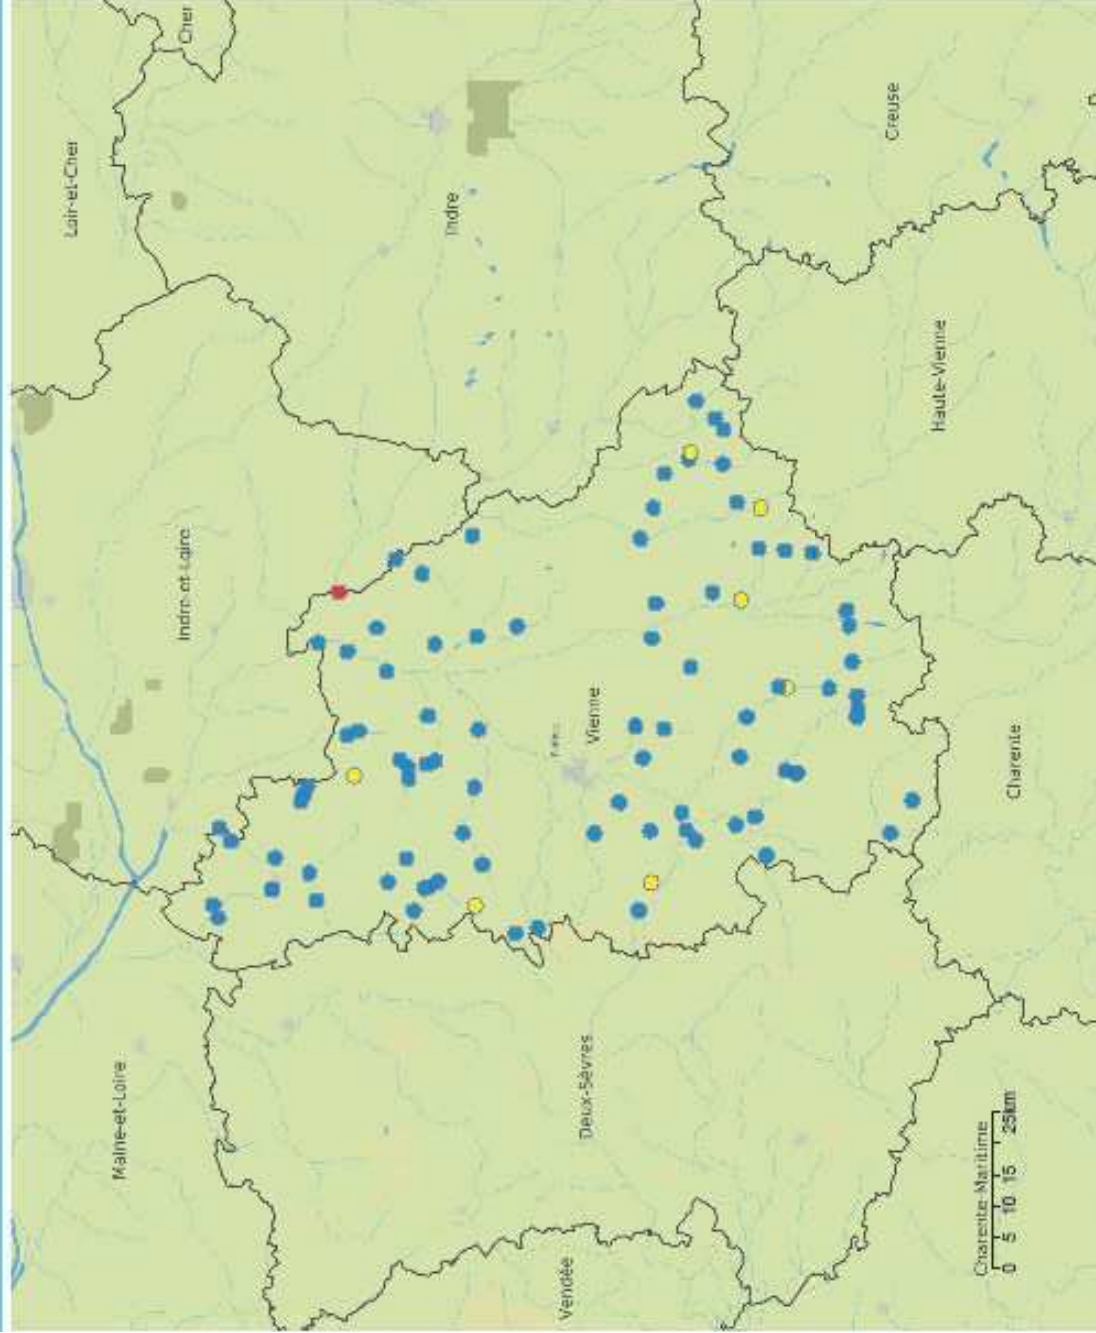 Cher
Loir-et-Cher
Indre
Creuse
Indre-et-Loire
Haute-Vienne
Vienne
Charente
Maine-et-Loire
Deux-Sèvres
Vendée
Charente-Maritime
0 5 10 15 25km